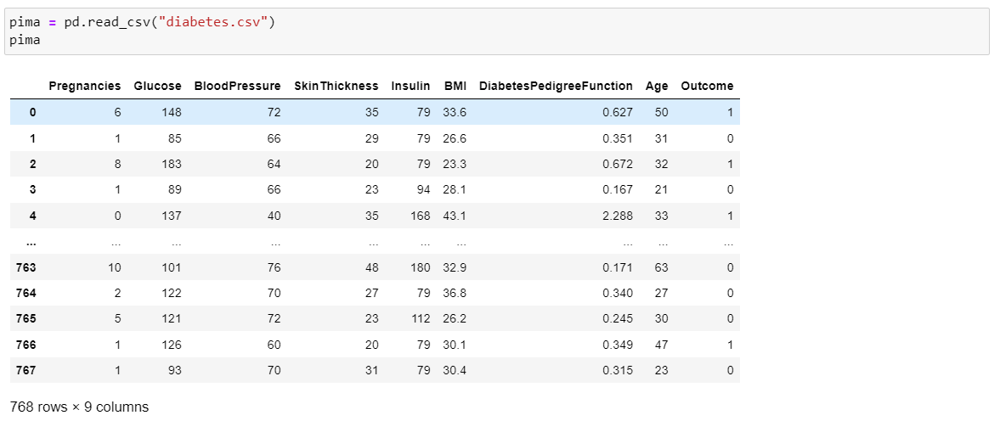 pima = pd.read_csv("diabetes.csv")
pima
Pregnancies Glucose BloodPressure SkinThickness Insulin BMI DiabetesPedigreeFunction Age Outcome
0 6 148 72 35 79 33.6 0.627 50 1
1 1 85 66 29 79 26.6 0.351 31 0
2 8 183 64 20 79 23.3 0.672 32 1
3 1 89 66 23 94 28.1 0.167 21 0
4 0 137 40 35 168 43.1 2.288 33 1
... ... ... ... ... ... ... ... ... ...
763 10 101 76 48 180 32.9 0.171 63 0
764 2 122 70 27 79 36.8 0.340 27 0
765 5 121 72 23 112 26.2 0.245 30 0
766 1 126 60 20 79 30.1 0.349 47 1
767 1 93 70 31 79 30.4 0.315 23 0
768 rows × 9 columns